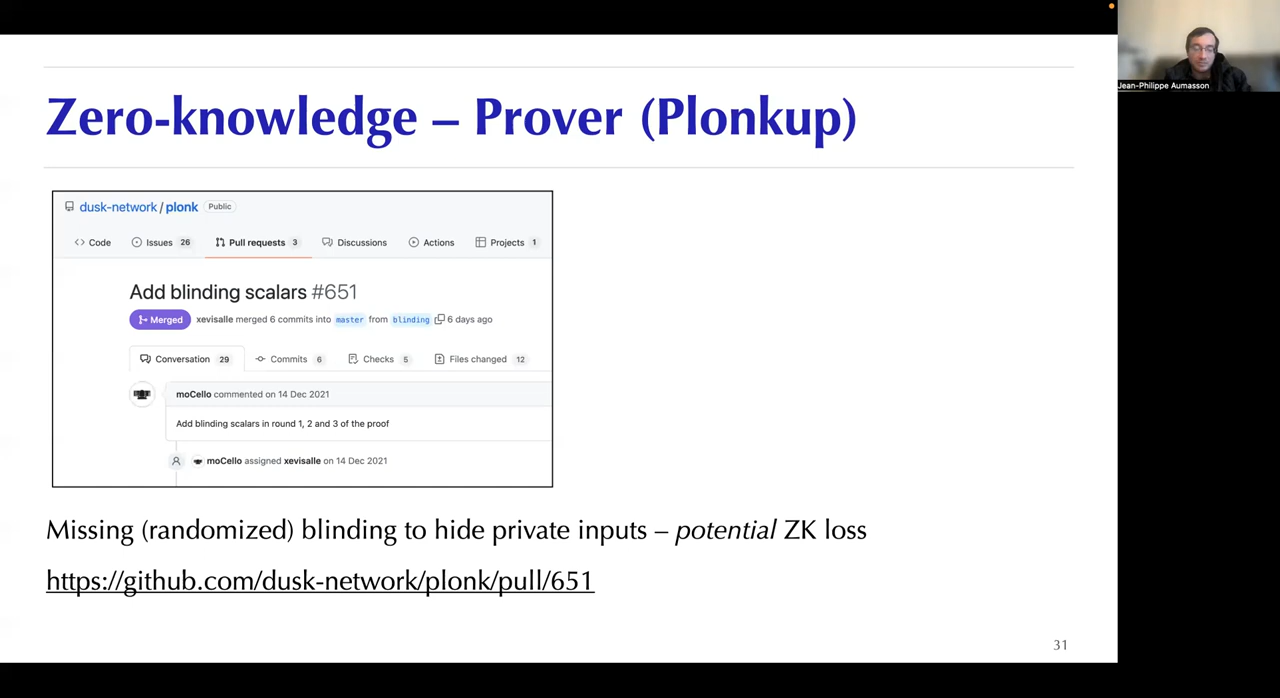 Jean-Philippe Aumasson
Zero-knowledge – Prover (Plonkup)
dusk-network / plonk Public
Code Issues 26 Pull requests 3 Discussions Actions Projects 1
Add blinding scalars #651
Merged xevisalle merged 6 commits into master from blinding 6 days ago
Conversation 29 Commits 6 Checks 5 Files changed 12
moCello commented on 14 Dec 2021
Add blinding scalars in round 1, 2 and 3 of the proof
moCello assigned xevisalle on 14 Dec 2021
Missing (randomized) blinding to hide private inputs – potential ZK loss
https://github.com/dusk-network/plonk/pull/651
31